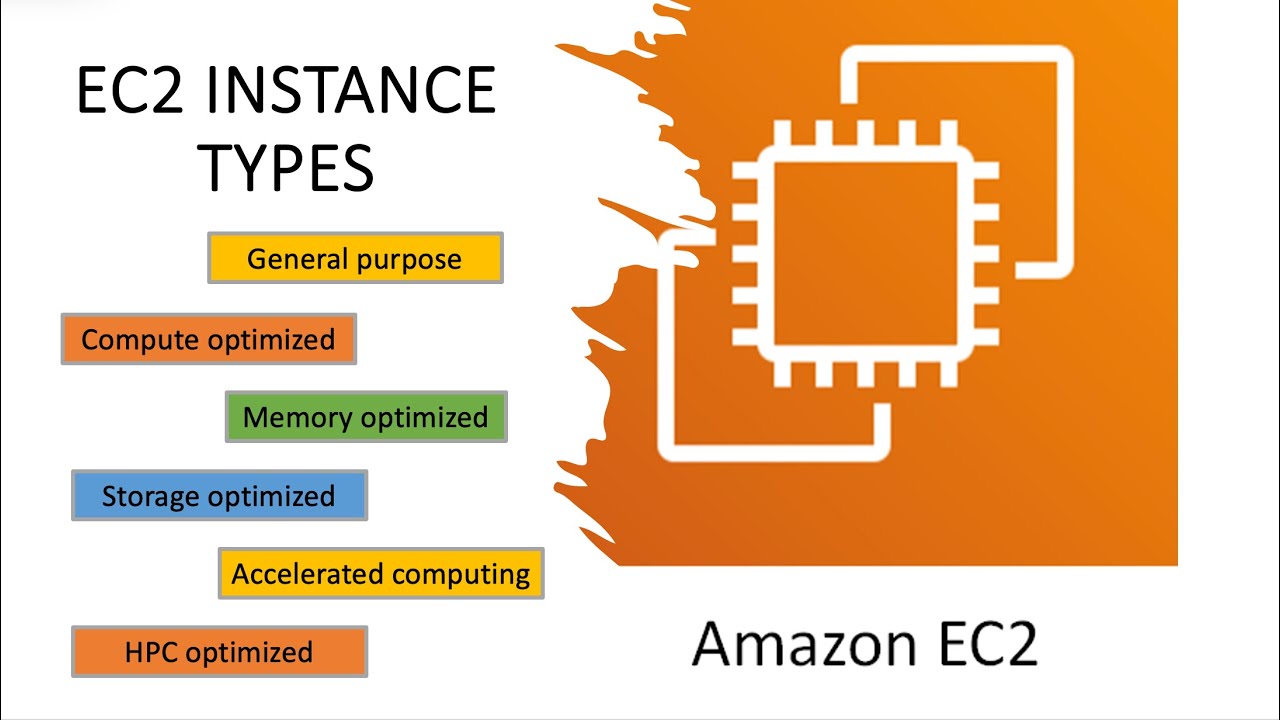 EC2 INSTANCE
TYPES
General purpose
Compute optimized
Memory optimized
Storage optimized
Accelerated computing
HPC optimized
Amazon EC2